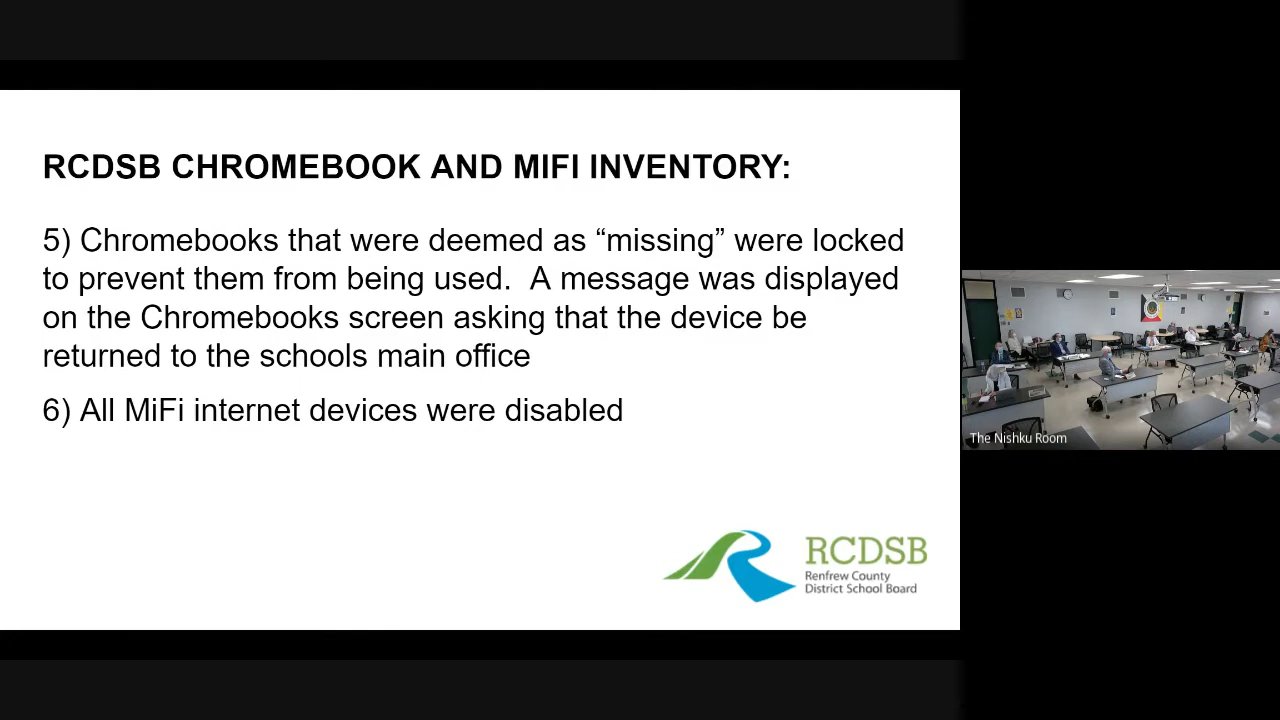 RCDSB CHROMEBOOK AND MIFI INVENTORY:
5) Chromebooks that were deemed as “missing” were locked
to prevent them from being used.  A message was displayed
on the Chromebooks screen asking that the device be
returned to the schools main office
6) All MiFi internet devices were disabled
RCDSB
Renfrew County
District School Board
The Nishku Room